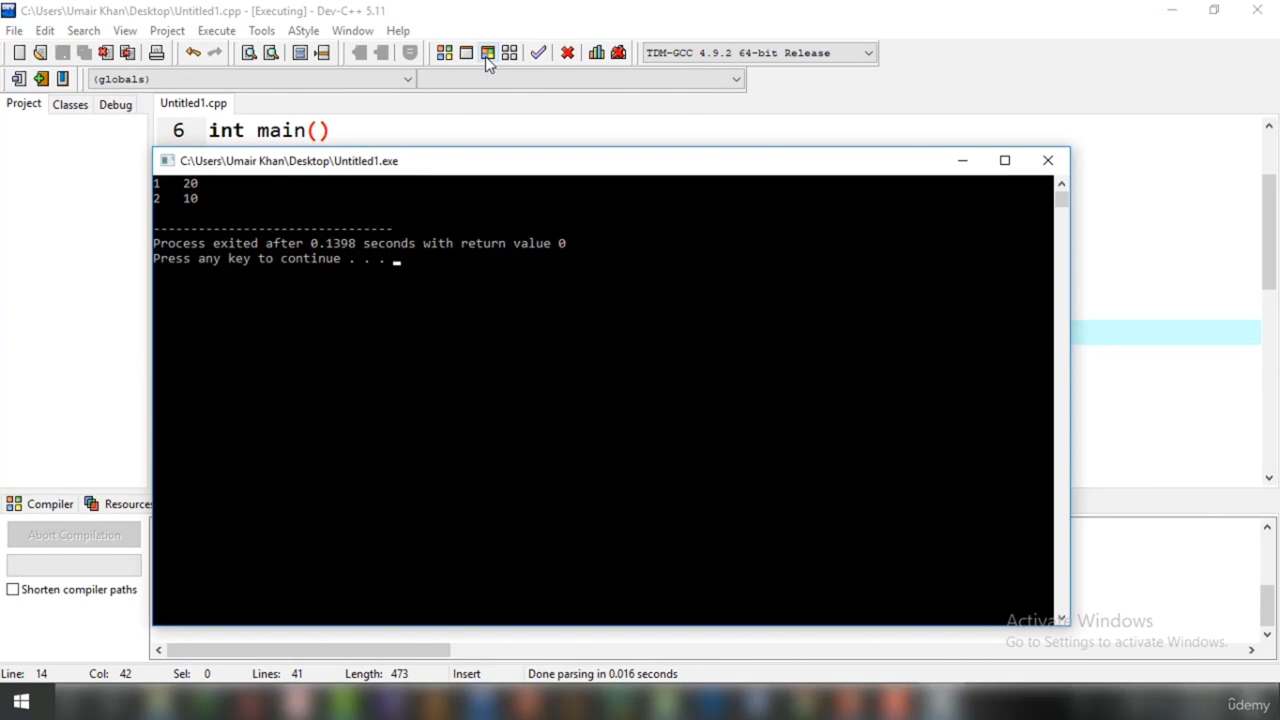 C:\Users\Umair Khan\Desktop\Untitled1.cpp - [Executing] - Dev-C++ 5.11
File Edit Search View Project Execute Tools AStyle Window Help
TDM-GCC 4.9.2 64-bit Release
(globals)
Project Classes Debug Untitled1.cpp
6 int main()
C:\Users\Umair Khan\Desktop\Untitled1.exe
1 20
2 10
--------------------------------
Process exited after 0.1398 seconds with return value 0
Press any key to continue . . .
Compiler Resources
Abort Compilation
Shorten compiler paths
Activate Windows
Go to Settings to activate Windows.
Line: 14 Col: 42 Sel: 0 Lines: 41 Length: 473 Insert Done parsing in 0.016 seconds
ûdemy